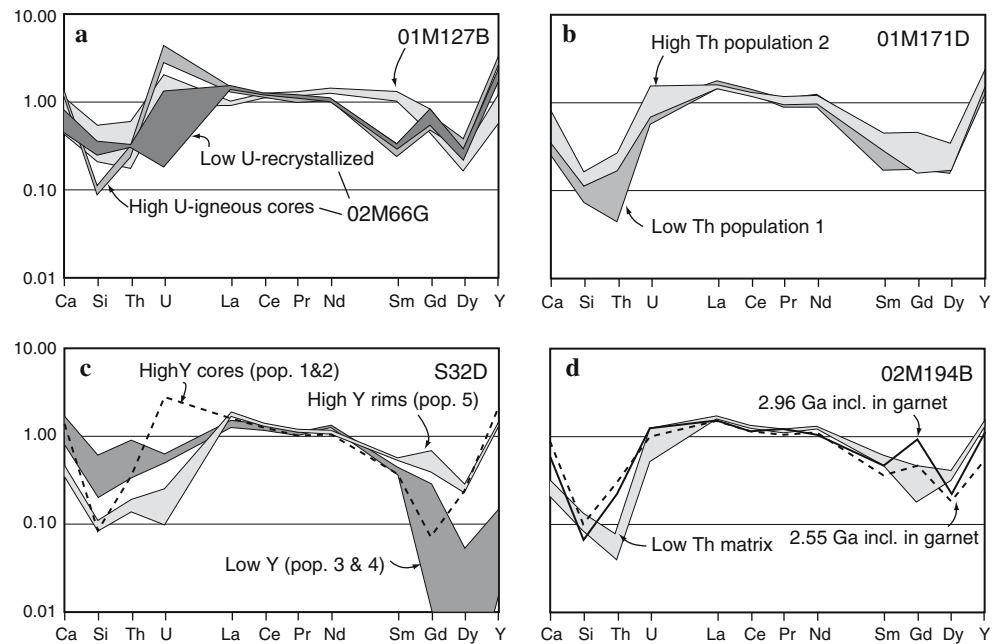 a
01M127B
10.00
1.00
0.10
0.01
Low U-recrystallized
High U-igneous cores
02M66G
Ca Si Th U La Ce Pr Nd Sm Gd Dy Y
b
01M171D
High Th population 2
Low Th population 1
Ca Si Th U La Ce Pr Nd Sm Gd Dy Y
c
S32D
10.00
1.00
0.10
0.01
HighY cores (pop. 1&2)
High Y rims (pop. 5)
Low Y (pop. 3 & 4)
Ca Si Th U La Ce Pr Nd Sm Gd Dy Y
d
02M194B
2.96 Ga incl. in garnet
Low Th matrix
2.55 Ga incl. in garnet
Ca Si Th U La Ce Pr Nd Sm Gd Dy Y